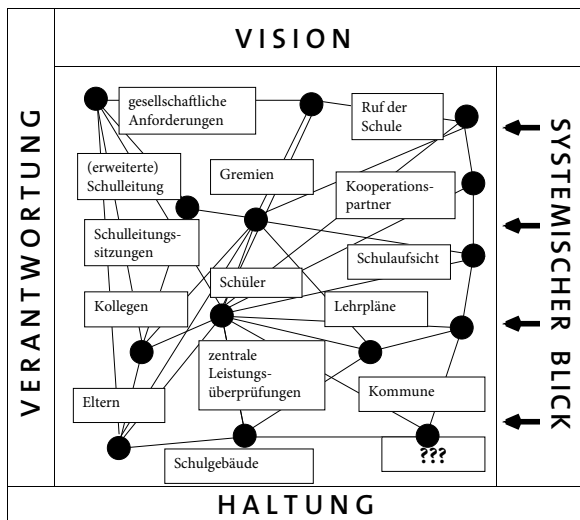 VISION
VERANTWORTUNG
gesellschaftliche
Anforderungen
Ruf der
Schule
(erweiterte)
Schulleitung
Gremien
Kooperations-
partner
Schulleitungs-
sitzungen
Schulaufsicht
Schüler
Kollegen
Lehrpläne
zentrale
Leistungs-
überprüfungen
Eltern
Kommune
Schulgebäude
???
SYSTEMISCHER BLICK
HALTUNG